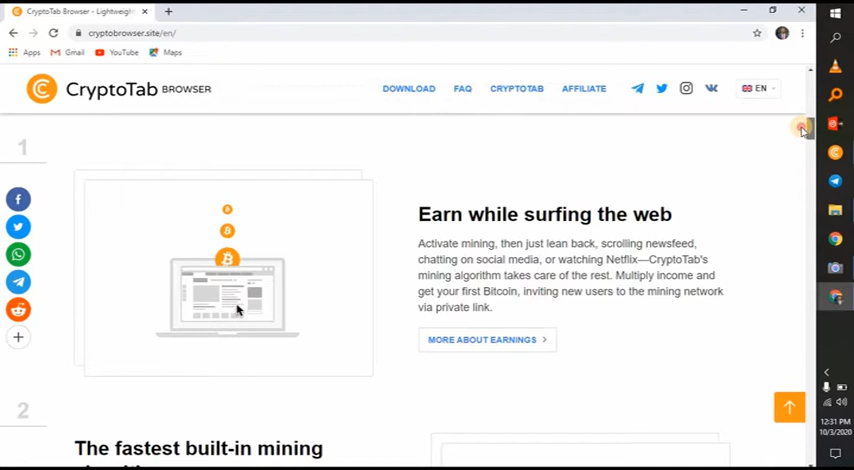 CryptoTab Browser - Lightweight
cryptobrowser.site/en/
Apps Gmail YouTube Maps
CryptoTab BROWSER
DOWNLOAD FAQ CRYPTOTAB AFFILIATE EN
1
Earn while surfing the web
Activate mining, then just lean back, scrolling newsfeed,
chatting on social media, or watching Netflix—CryptoTab's
mining algorithm takes care of the rest. Multiply income and
get your first Bitcoin, inviting new users to the mining network
via private link.
MORE ABOUT EARNINGS
2
The fastest built-in mining
12:31 PM
10/3/2020